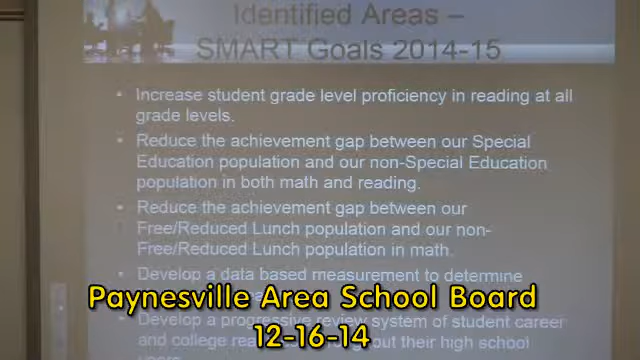 Identified Areas –
SMART Goals 2014-15
• Increase student grade level proficiency in reading at all
grade levels.
• Reduce the achievement gap between our Special
Education population and our non-Special Education
population in both math and reading.
• Reduce the achievement gap between our
Free/Reduced Lunch population and our non-
Free/Reduced Lunch population in math.
• Develop a data based measurement to determine
Paynesville Area School Board
• Develop a progressive review system of student career
12-16-14
and college their high school